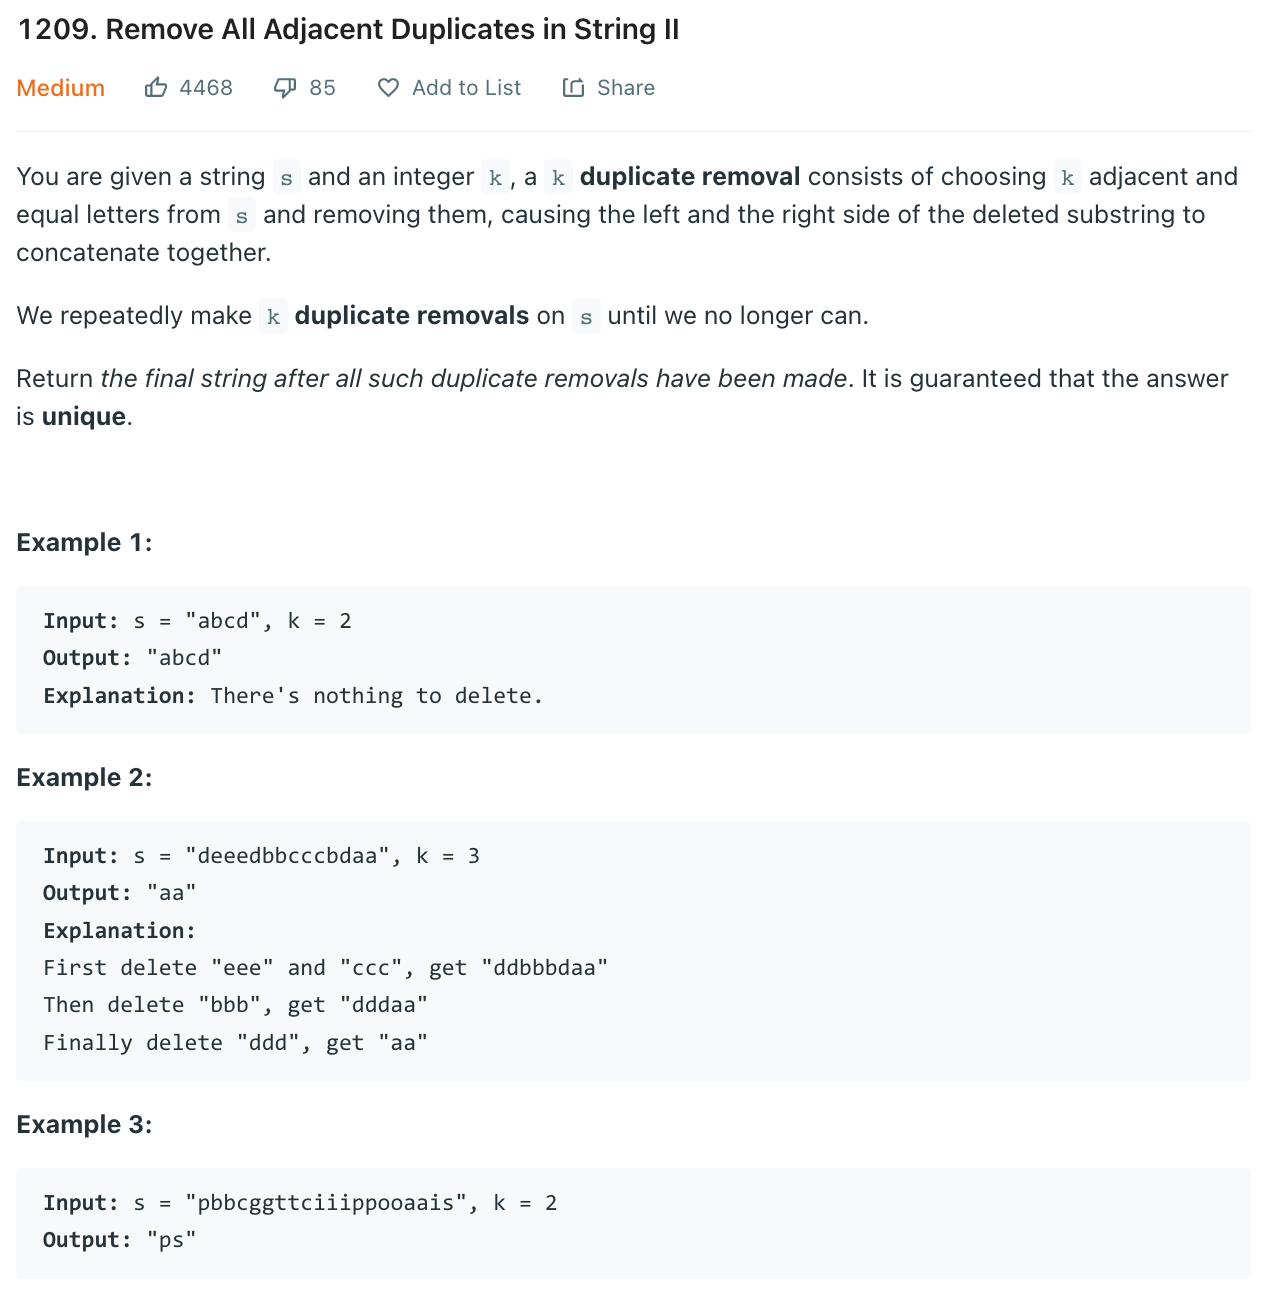 1209. Remove All Adjacent Duplicates in String II
Medium 4468 85 Add to List Share
You are given a string s and an integer k, a k duplicate removal consists of choosing k adjacent and
equal letters from s and removing them, causing the left and the right side of the deleted substring to
concatenate together.
We repeatedly make k duplicate removals on s until we no longer can.
Return the final string after all such duplicate removals have been made. It is guaranteed that the answer
is unique.
Example 1:
Input: s = "abcd", k = 2
Output: "abcd"
Explanation: There's nothing to delete.
Example 2:
Input: s = "deeedbbcccbdaa", k = 3
Output: "aa"
Explanation:
First delete "eee" and "ccc", get "ddbbbdaa"
Then delete "bbb", get "dddaa"
Finally delete "ddd", get "aa"
Example 3:
Input: s = "pbbcggttciiippooaais", k = 2
Output: "ps"